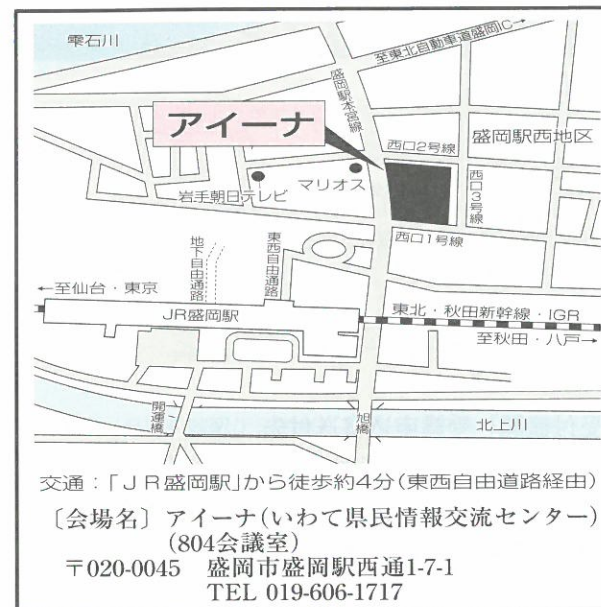 雫石川
至東北自動車道盛岡IC
盛岡駅本宮線
アイーナ
西口2号線
盛岡駅西地区
マリオス
岩手朝日テレビ
西口3号線
西口1号線
地下自由通路
東西自由通路
←至仙台・東京
JR盛岡駅
東北・秋田新幹線・IGR
至秋田・八戸→
開運橋
旭橋
北上川
交通：「ＪＲ盛岡駅」から徒歩約4分(東西自由道路経由)
〔会場名〕アイーナ(いわて県民情報交流センター)
(804会議室)
〒020-0045　盛岡市盛岡駅西通1-7-1
TEL 019-606-1717